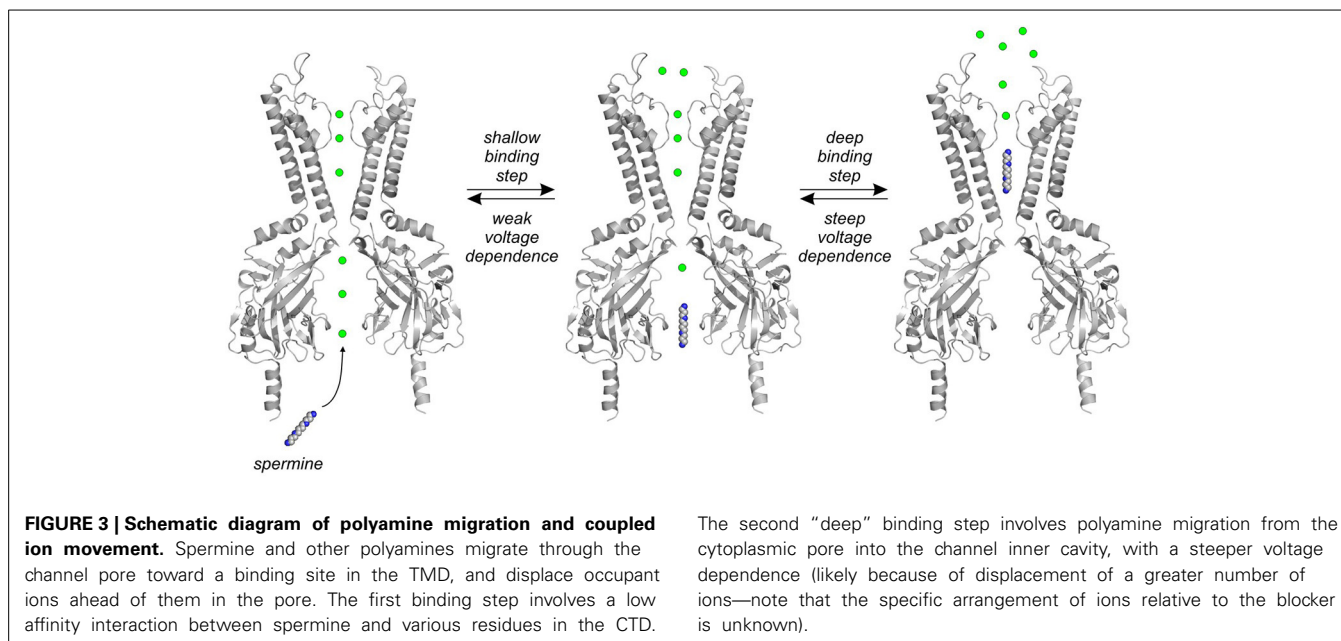 shallow
binding
step
weak
voltage
dependence
deep
binding
step
steep
voltage
dependence
spermine
FIGURE 3 | Schematic diagram of polyamine migration and coupled
ion movement. Spermine and other polyamines migrate through the
channel pore toward a binding site in the TMD, and displace occupant
ions ahead of them in the pore. The first binding step involves a low
affinity interaction between spermine and various residues in the CTD.
The second “deep” binding step involves polyamine migration from the
cytoplasmic pore into the channel inner cavity, with a steeper voltage
dependence (likely because of displacement of a greater number of
ions—note that the specific arrangement of ions relative to the blocker
is unknown).